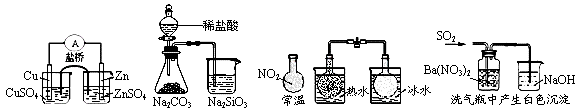 A
盐桥
Cu
Zn
CuSO₄
ZnSO₄
稀盐酸
Na₂CO₃
Na₂SiO₃
NO₂
常温
热水
冰水
SO₂
Ba(NO₃)₂
NaOH
洗气瓶中产生白色沉淀